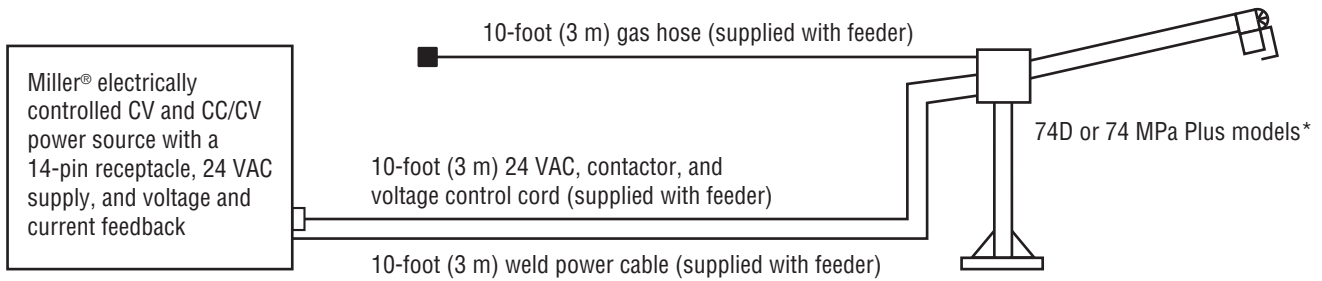 10-foot (3 m) gas hose (supplied with feeder)
Miller® electrically
controlled CV and CC/CV
power source with a
14-pin receptacle, 24 VAC
supply, and voltage and
current feedback
74D or 74 MPa Plus models*
10-foot (3 m) 24 VAC, contactor, and
voltage control cord (supplied with feeder)
10-foot (3 m) weld power cable (supplied with feeder)